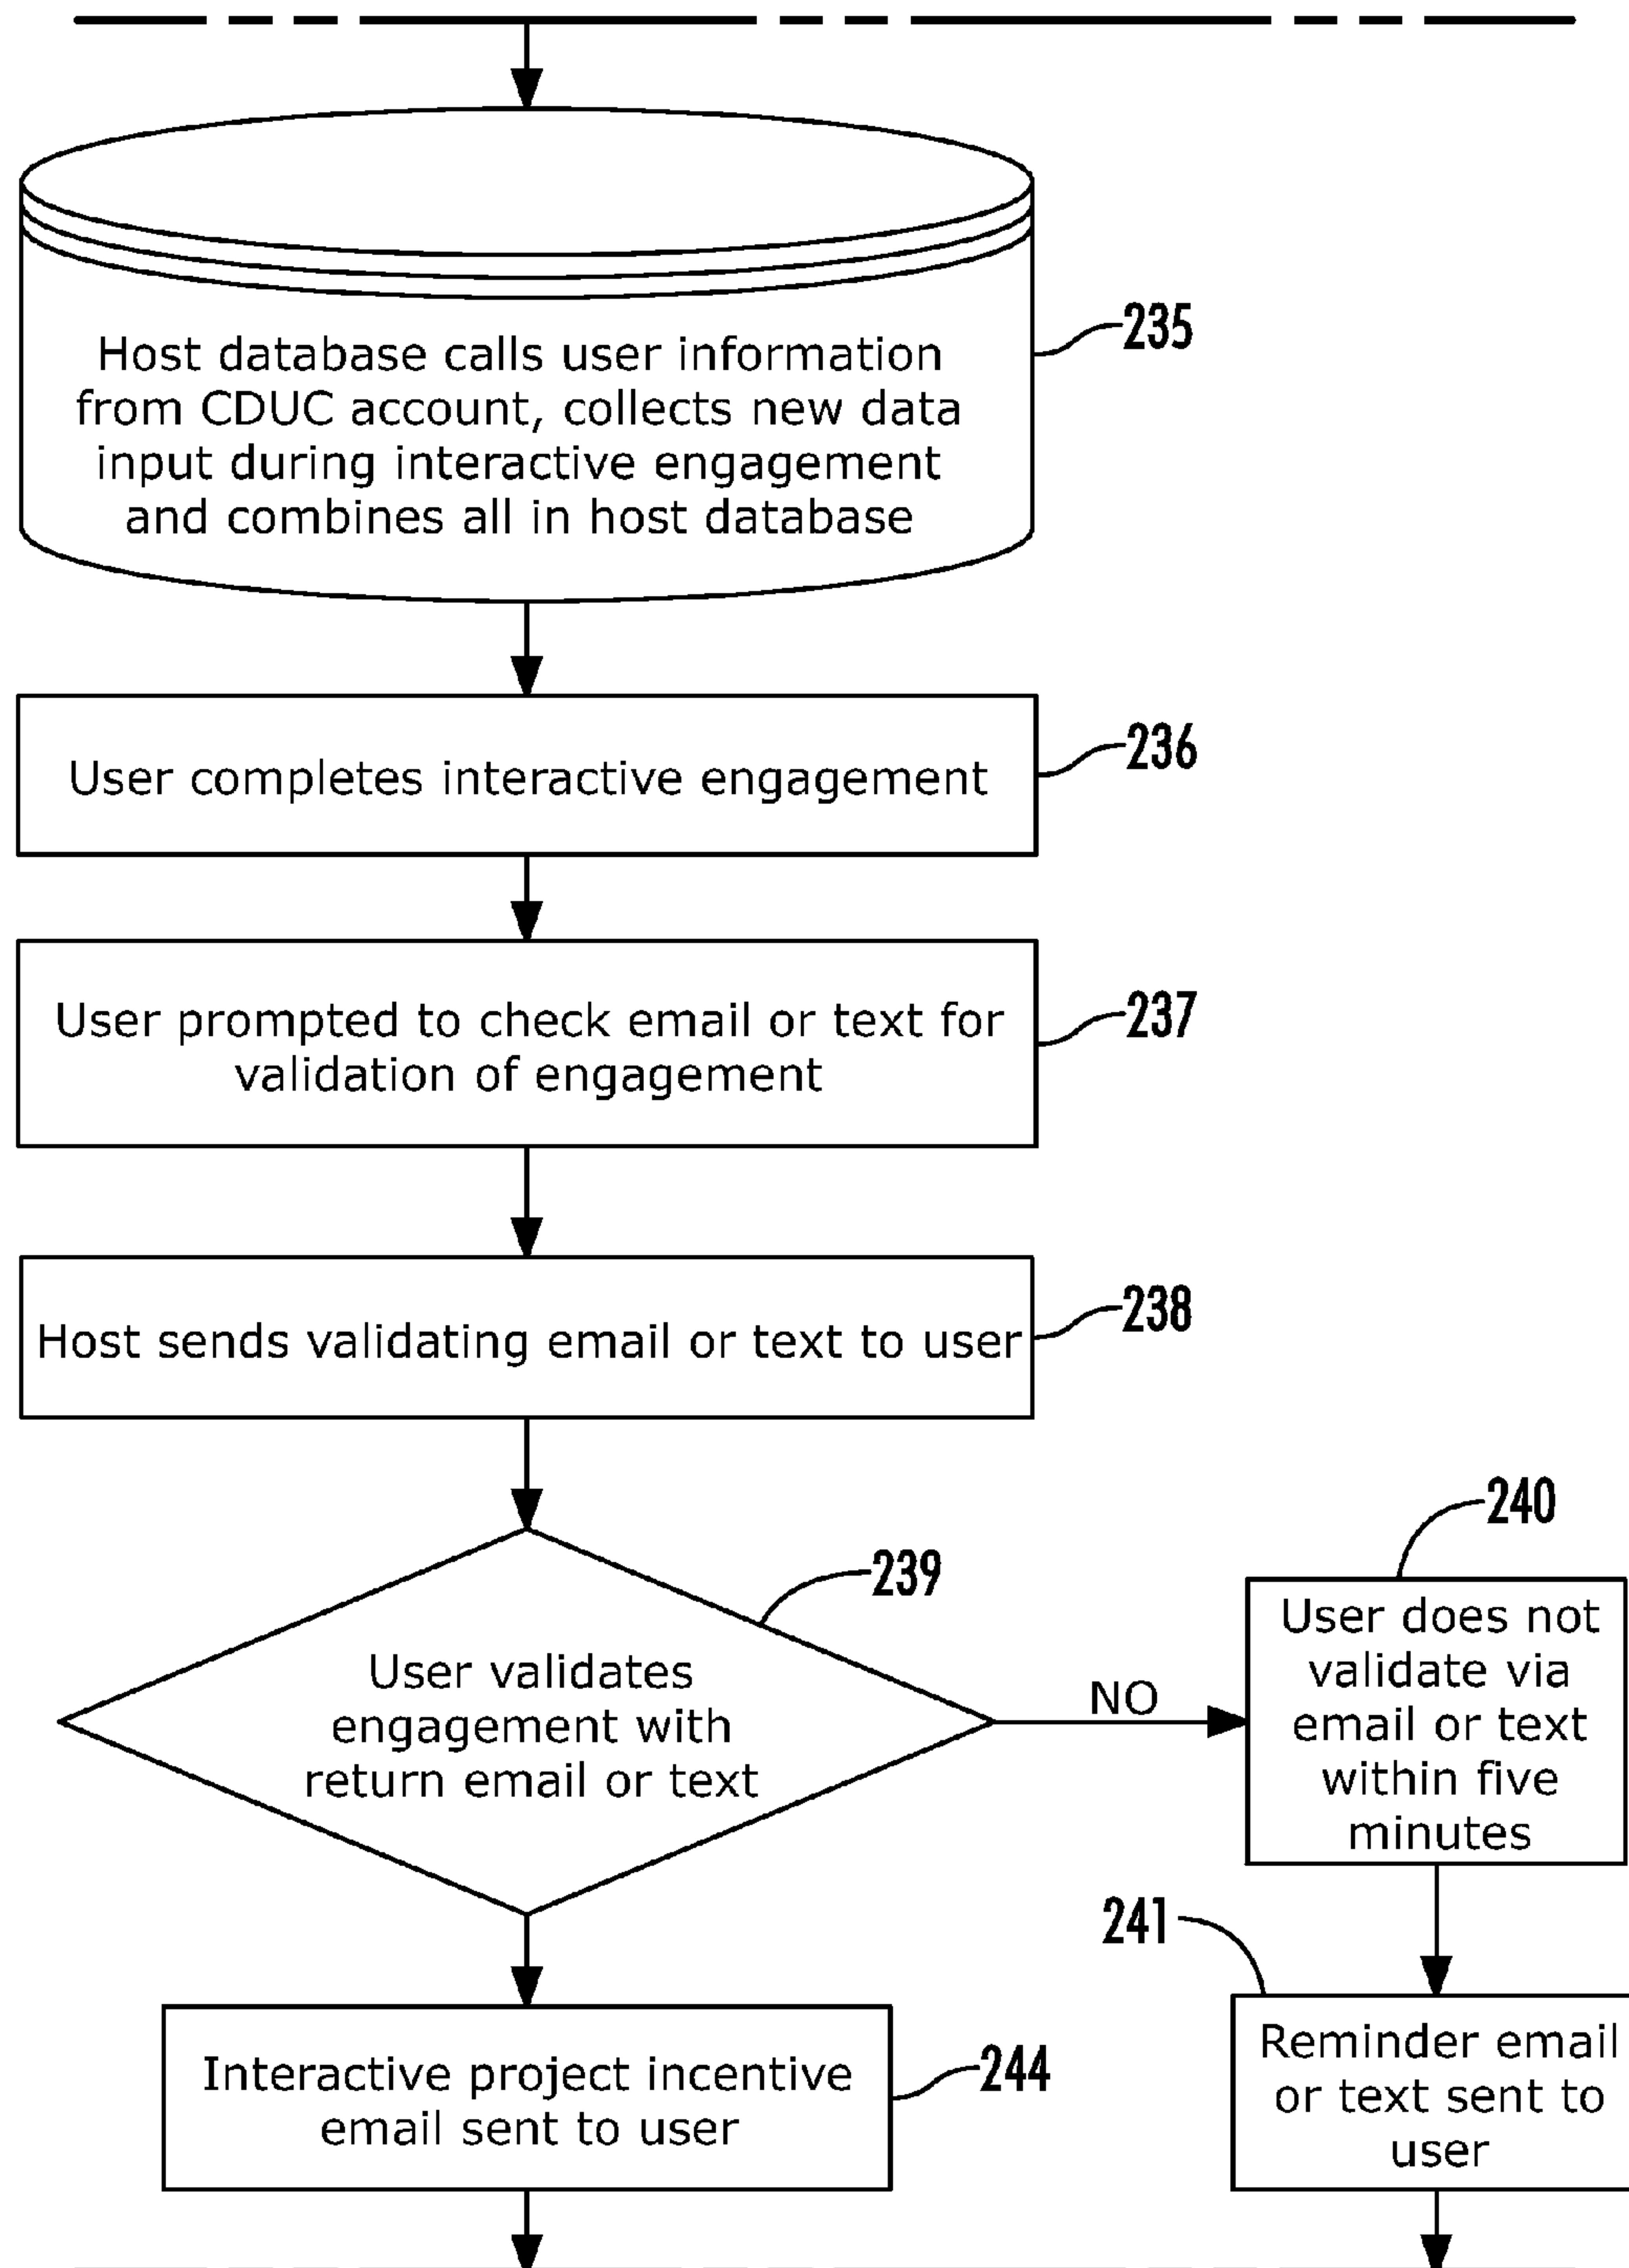 Host database calls user information
from CDUC account, collects new data
input during interactive engagement
and combines all in host database
235
User completes interactive engagement
236
User prompted to check email or text for
validation of engagement
237
Host sends validating email or text to user
238
User validates
engagement with
return email or text
239
NO
240
User does not
validate via
email or text
within five
minutes
241
Reminder email
or text sent to
user
Interactive project incentive
email sent to user
244